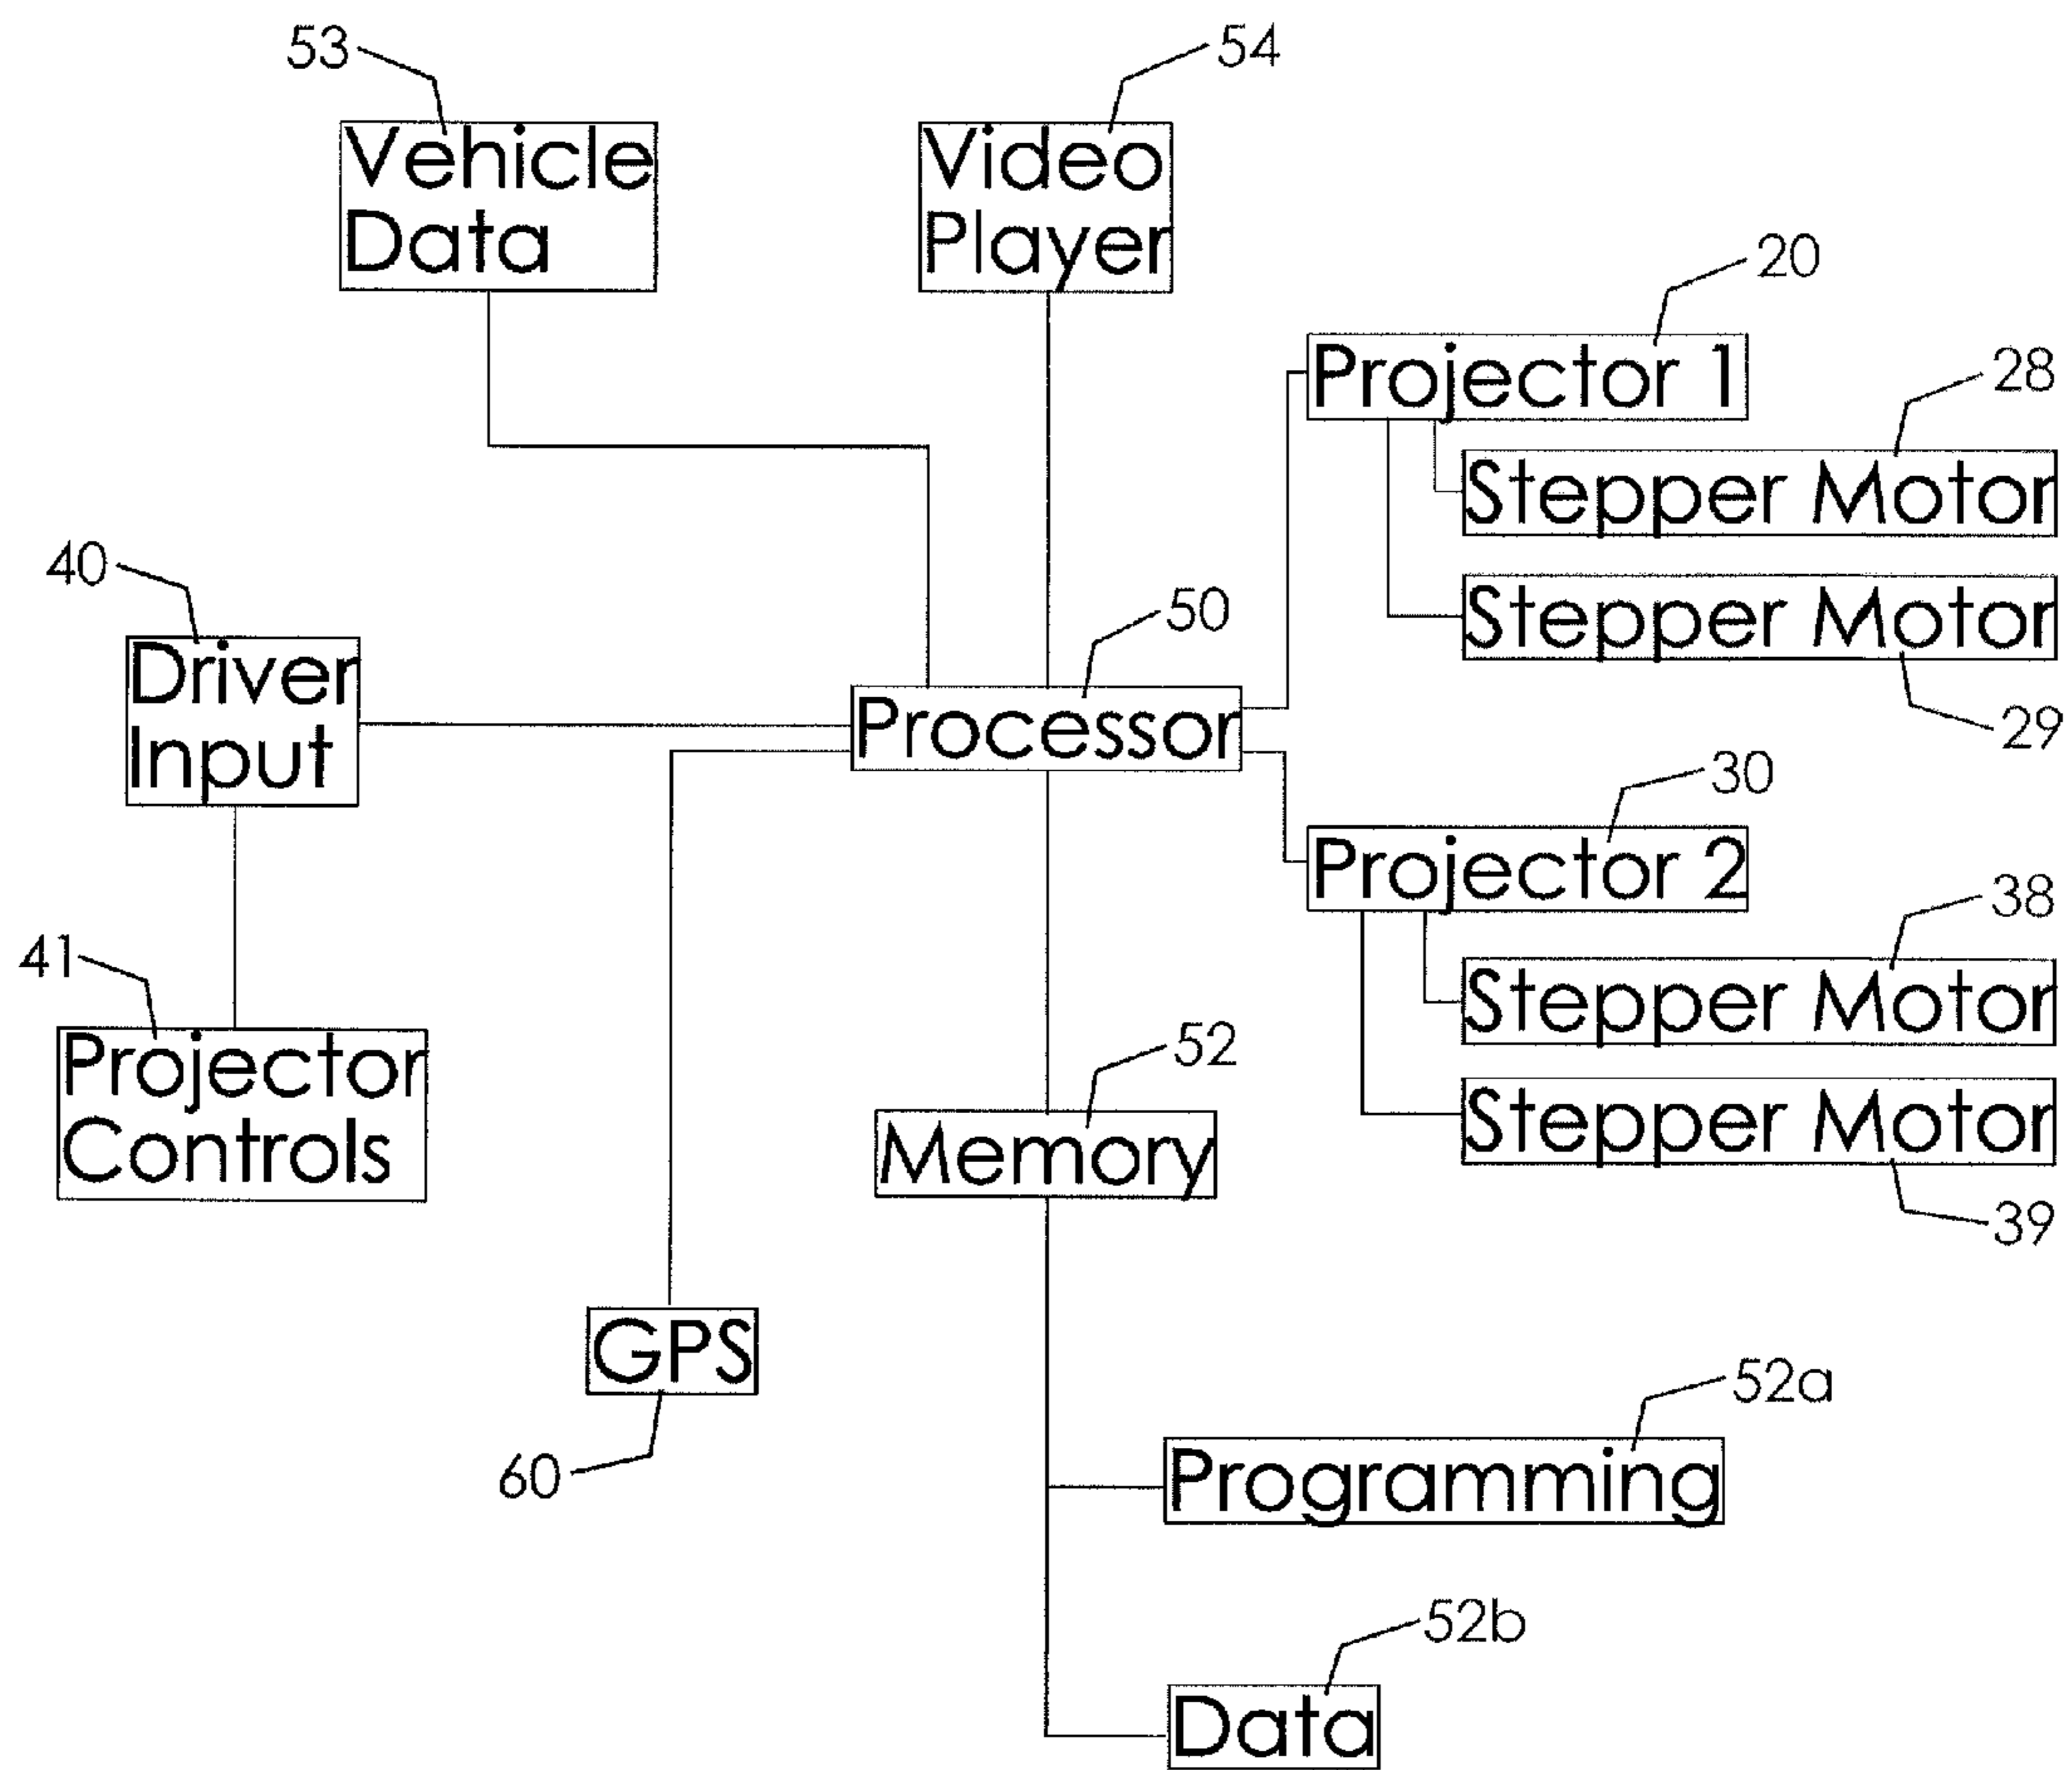 53
54
Vehicle
Data
Video
Player
20
Projector 1
28
Stepper Motor
40
50
Stepper Motor
29
Driver
Input
Processor
30
Projector 2
38
Stepper Motor
41
Projector
Controls
52
Memory
Stepper Motor
39
GPS
60
52a
Programming
52b
Data